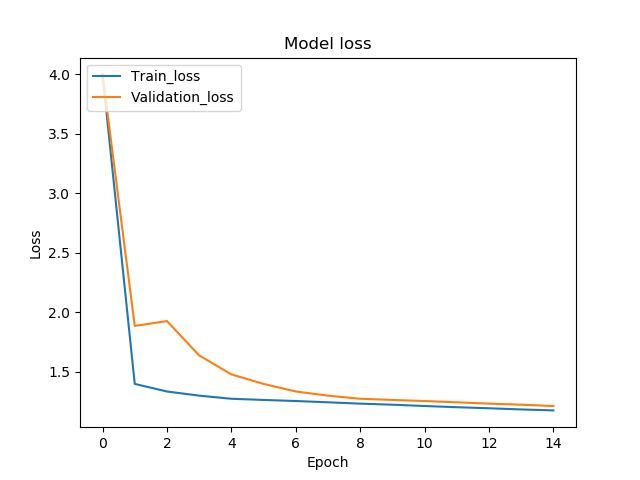 Model loss
Train_loss
Validation_loss
4.0
3.5
3.0
2.5
2.0
1.5
Loss
0 2 4 6 8 10 12 14
Epoch